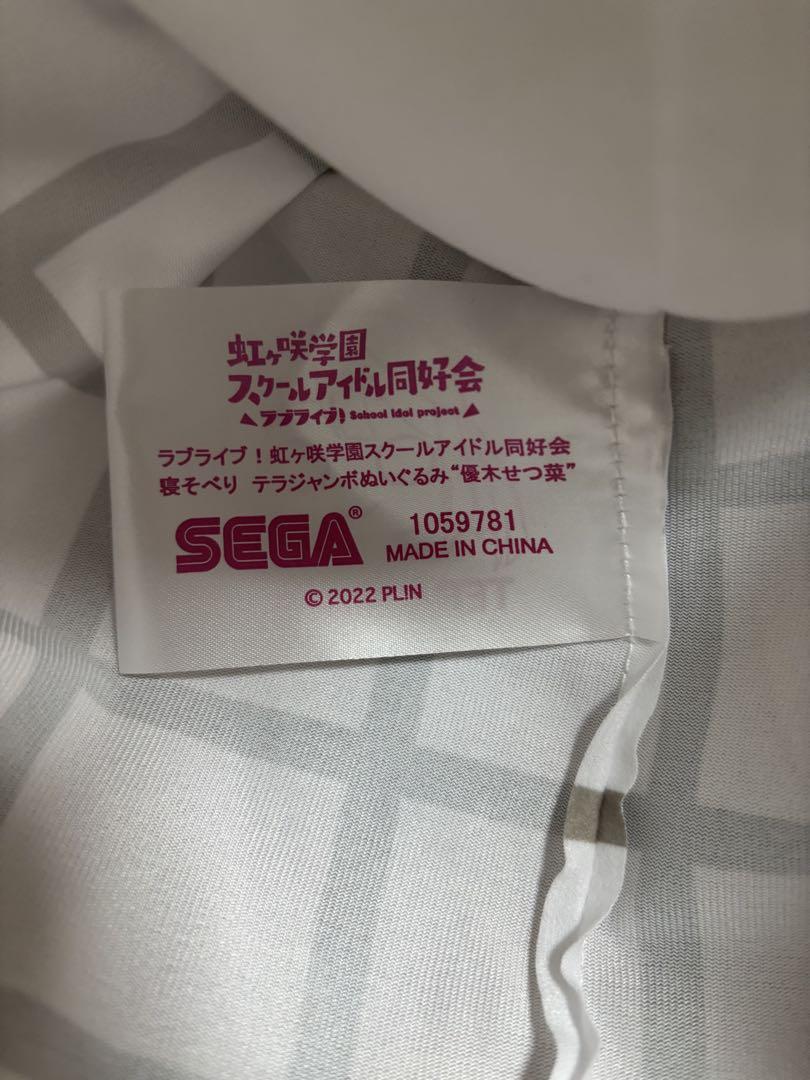 虹ヶ咲学園
スクールアイドル同好会
ラブライブ! School idol project
ラブライブ！虹ヶ咲学園スクールアイドル同好会
寝そべり テラジャンボぬいぐるみ“優木せつ菜”
SEGA® 1059781
MADE IN CHINA
© 2022 PL!N